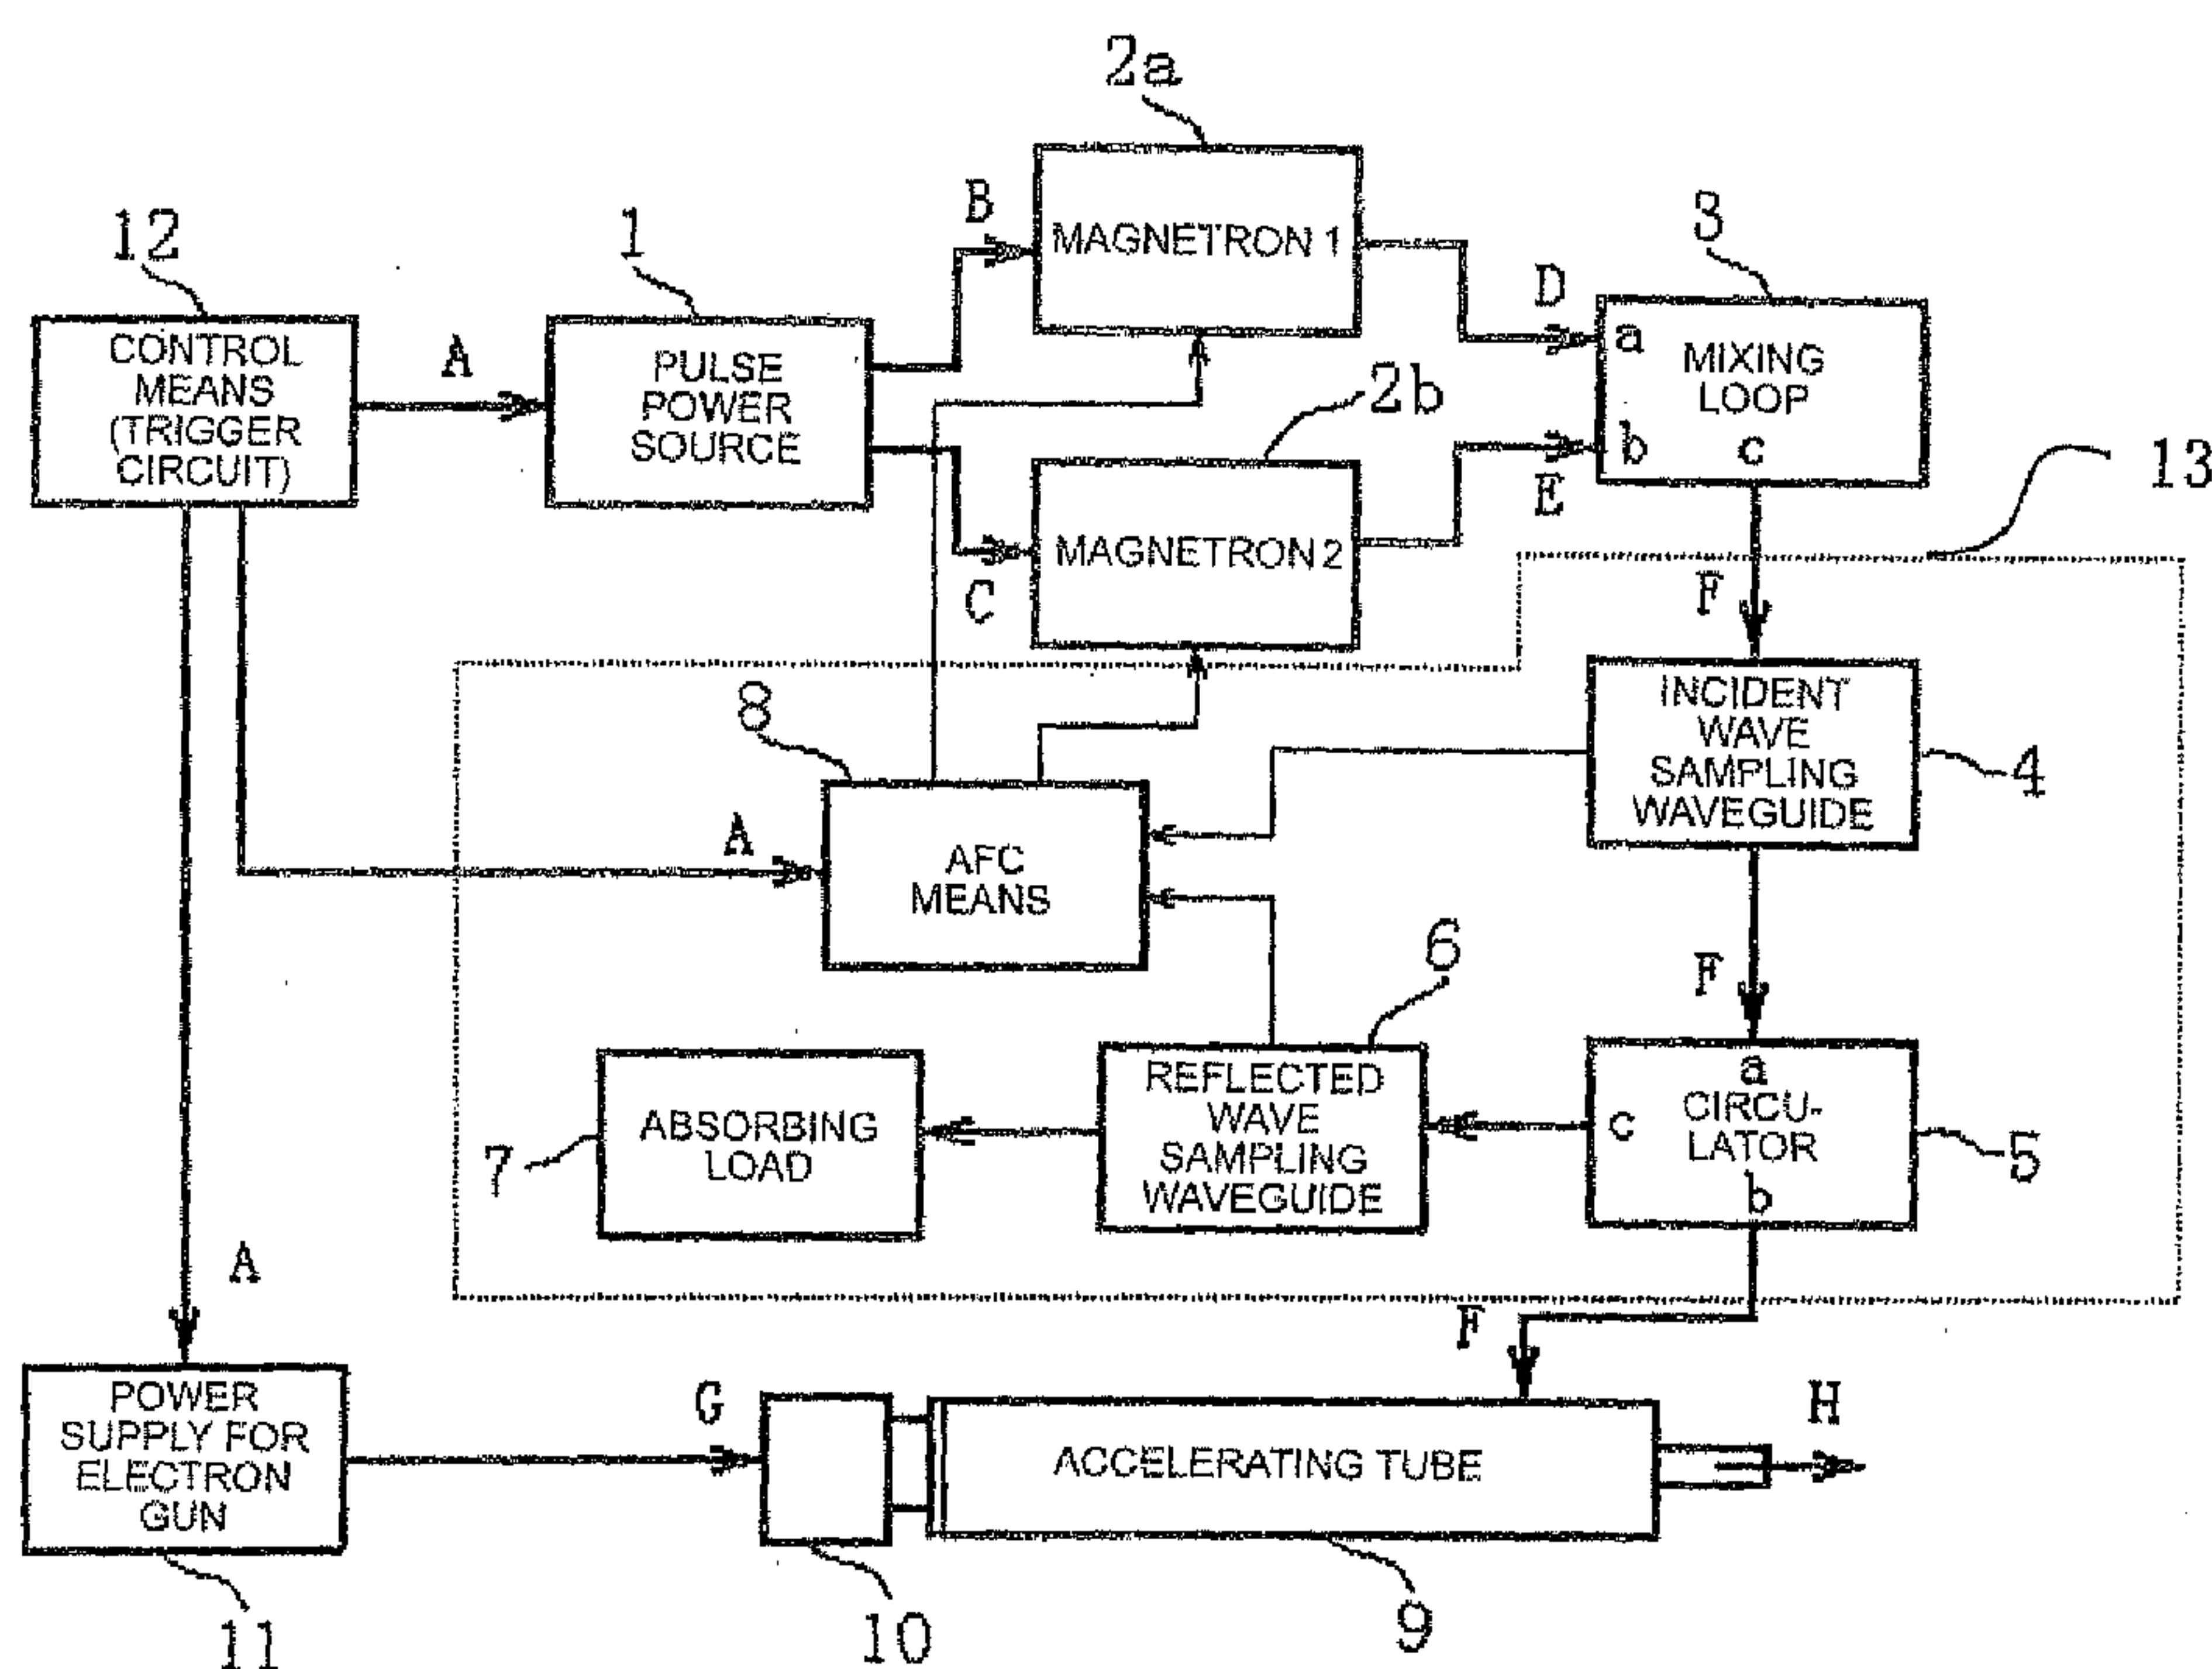 2a
12
1
B
MAGNETRON 1
3
D
CONTROL
MEANS
(TRIGGER
CIRCUIT)
A
PULSE
POWER
SOURCE
a
MIXING
LOOP
b
c
2b
13
E
MAGNETRON 2
C
F
8
INCIDENT
WAVE
SAMPLING
WAVEGUIDE
4
A
AFC
MEANS
6
F
7
ABSORBING
LOAD
REFLECTED
WAVE
SAMPLING
WAVEGUIDE
a
c
CIRCU-
LATOR
b
5
A
F
POWER
SUPPLY FOR
ELECTRON
GUN
G
ACCELERATING TUBE
H
11
10
9